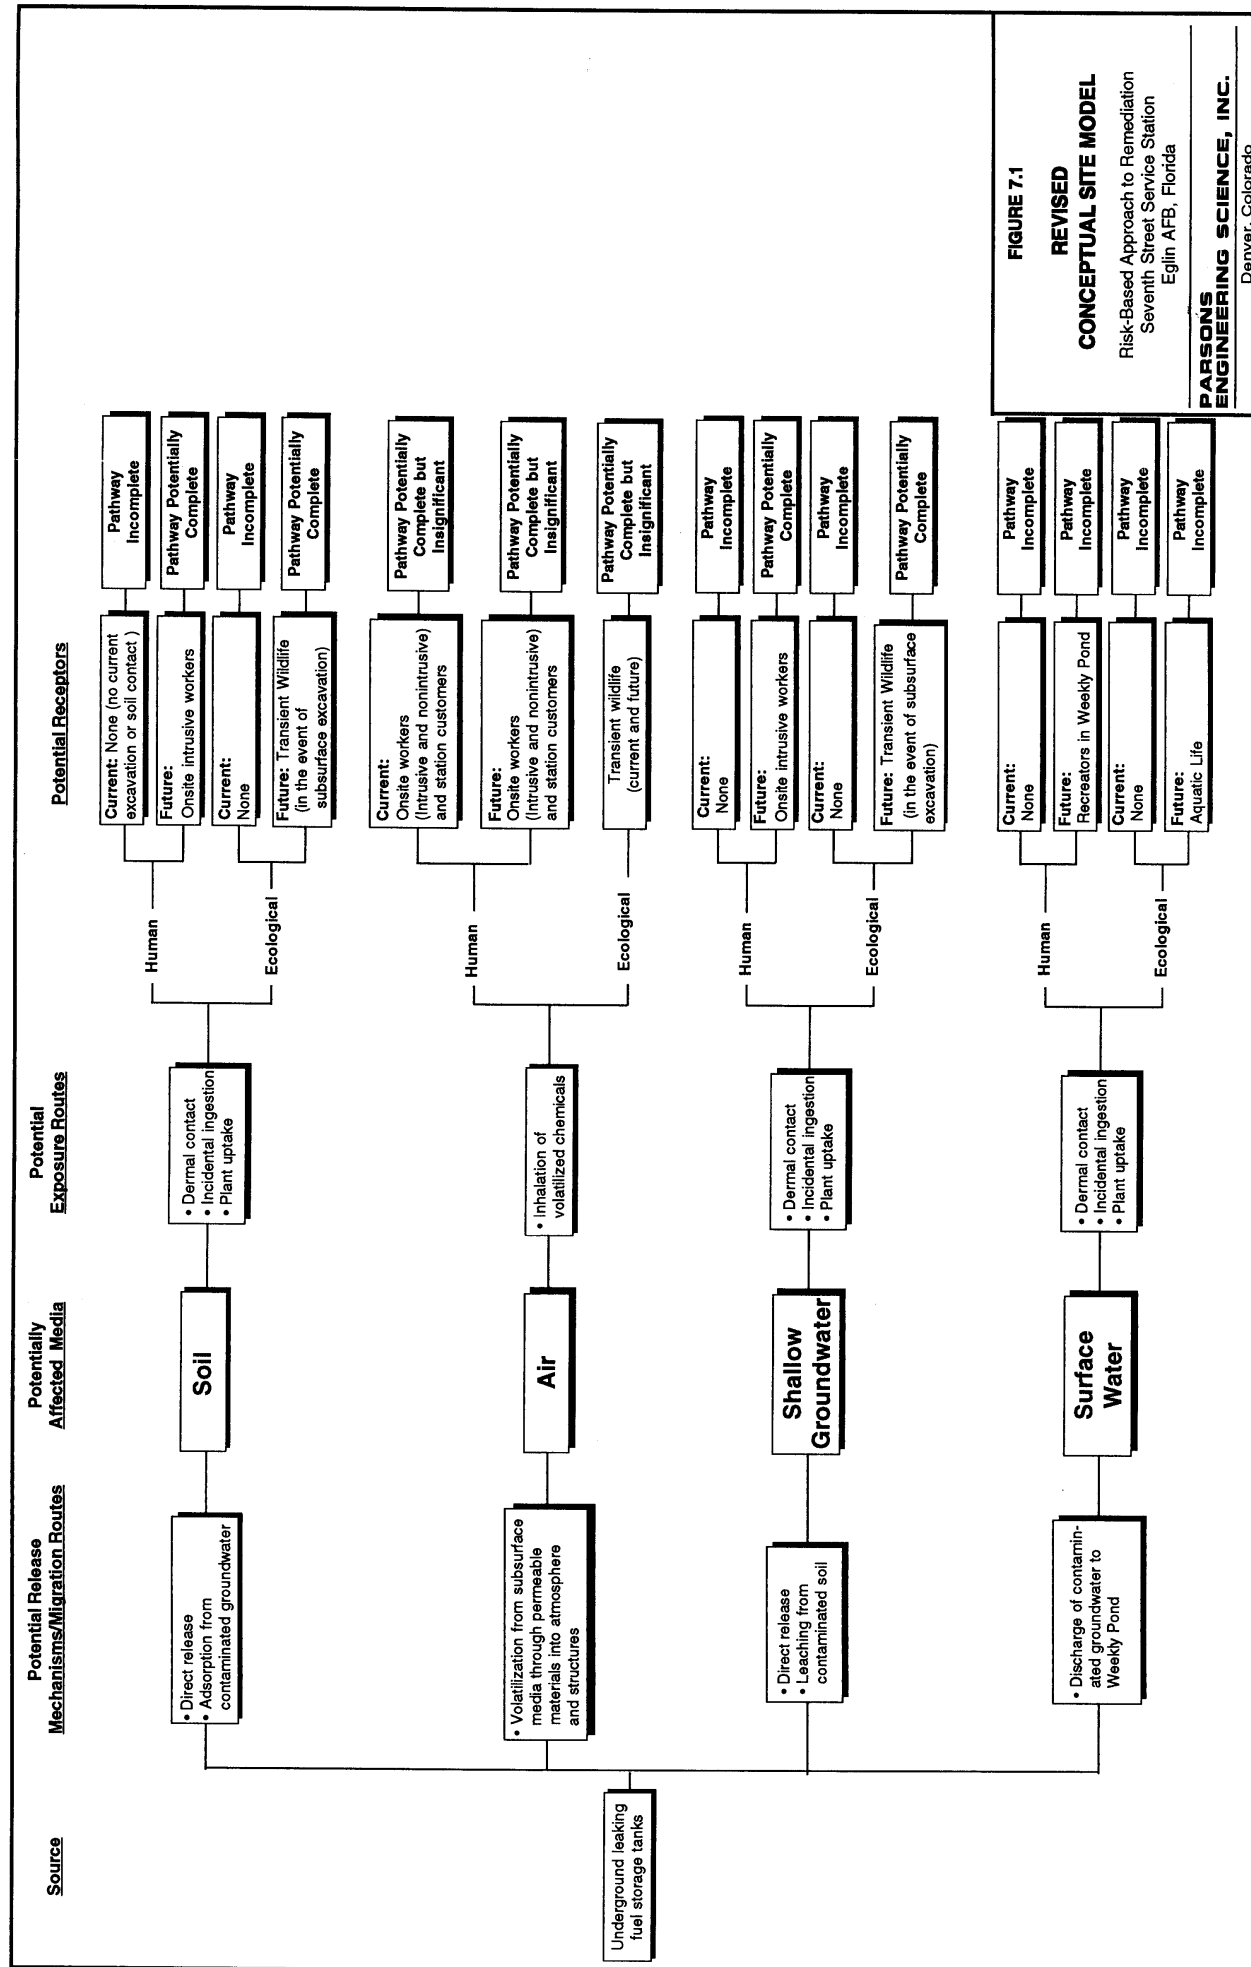 Source
Potential Release
Mechanisms/Migration Routes
Potentially
Affected Media
Potential
Exposure Routes
Potential Receptors
Underground leaking
fuel storage tanks
• Direct release
• Adsorption from
contaminated groundwater
Soil
• Dermal contact
• Incidental ingestion
• Plant uptake
Human
Ecological
Current: None (no current
excavation or soil contact )
Pathway
Incomplete
Future:
Onsite intrusive workers
Pathway Potentially
Complete
Current:
None
Pathway
Incomplete
Future: Transient Wildlife
(in the event of
subsurface excavation)
Pathway Potentially
Complete
• Volatilization from subsurface
media through permeable
materials into atmosphere
and structures
Air
• Inhalation of
volatilized chemicals
Human
Ecological
Current:
Onsite workers
(Intrusive and nonintrusive)
and station customers
Pathway Potentially
Complete but
Insignificant
Future:
Onsite workers
(Intrusive and nonintrusive)
and station customers
Pathway Potentially
Complete but
Insignificant
Transient wildlife
(current and future)
Pathway Potentially
Complete but
Insignificant
• Direct release
• Leaching from
contaminated soil
Shallow
Groundwater
• Dermal contact
• Incidental ingestion
• Plant uptake
Human
Ecological
Current:
None
Pathway
Incomplete
Future:
Onsite intrusive workers
Pathway Potentially
Complete
Current:
None
Pathway
Incomplete
Future: Transient Wildlife
(in the event of subsurface
excavation)
Pathway Potentially
Complete
• Discharge of contamin-
ated groundwater to
Weekly Pond
Surface
Water
• Dermal contact
• Incidental ingestion
• Plant uptake
Human
Ecological
Current:
None
Pathway
Incomplete
Future:
Recreators in Weekly Pond
Pathway
Incomplete
Current:
None
Pathway
Incomplete
Future:
Aquatic Life
Pathway
Incomplete
FIGURE 7.1
REVISED
CONCEPTUAL SITE MODEL
Risk-Based Approach to Remediation
Seventh Street Service Station
Eglin AFB, Florida
PARSONS
ENGINEERING SCIENCE, INC.
Denver, Colorado